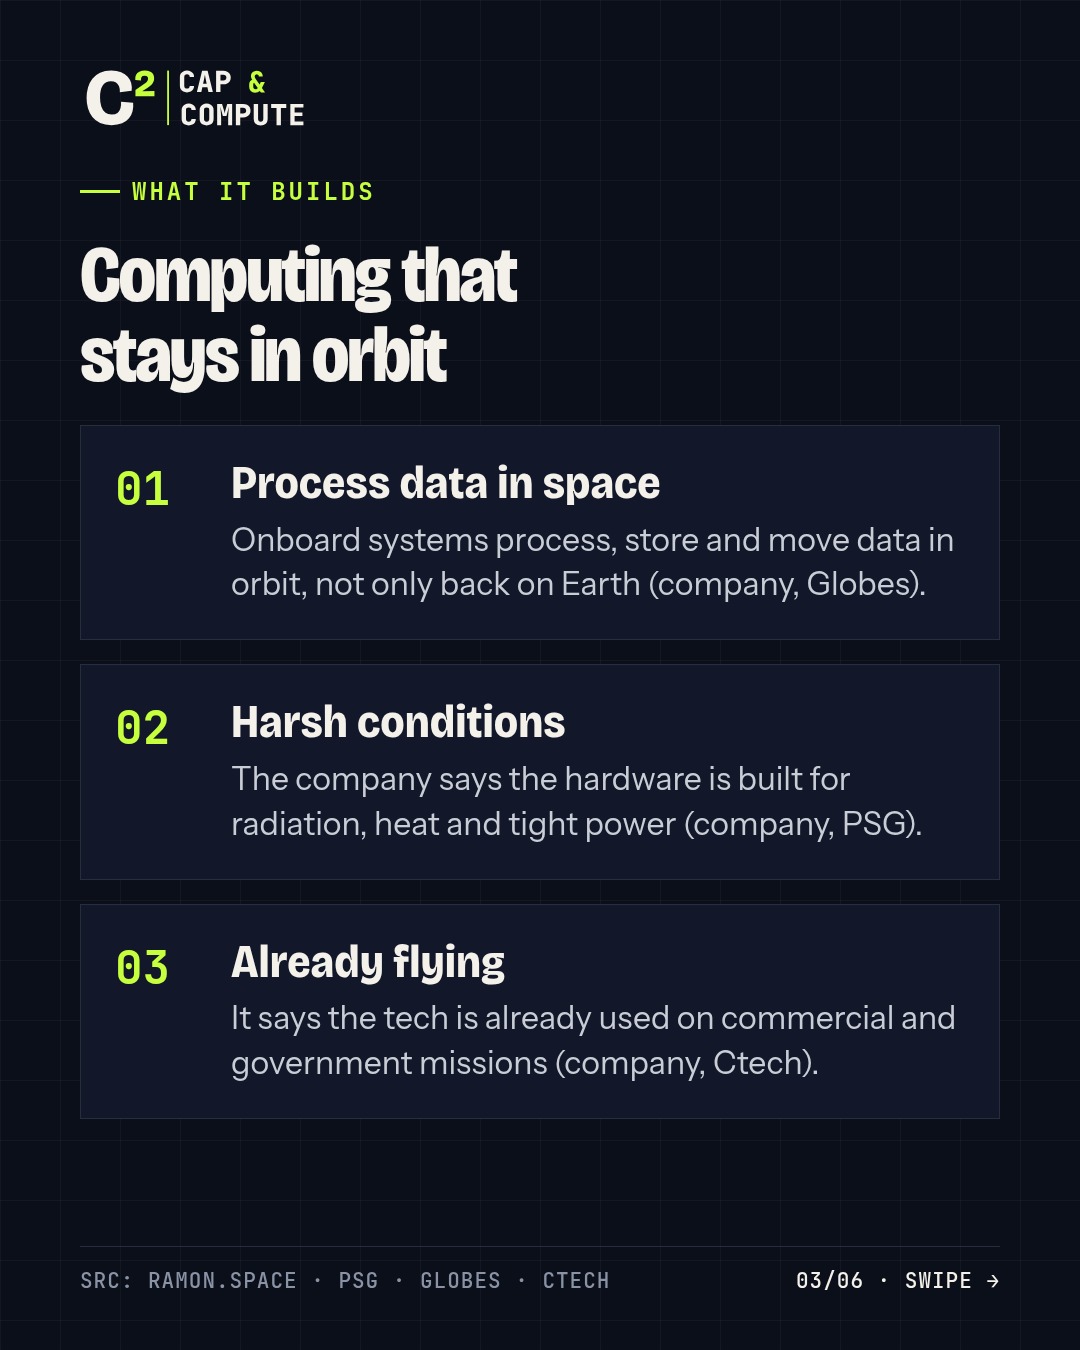 C² CAP &
COMPUTE
WHAT IT BUILDS
Computing that
stays in orbit
01
Process data in space
Onboard systems process, store and move data in
orbit, not only back on Earth (company, Globes).
02
Harsh conditions
The company says the hardware is built for
radiation, heat and tight power (company, PSG).
03
Already flying
It says the tech is already used on commercial and
government missions (company, Ctech).
SRC: RAMON.SPACE · PSG · GLOBES · CTECH
03/06 · SWIPE →